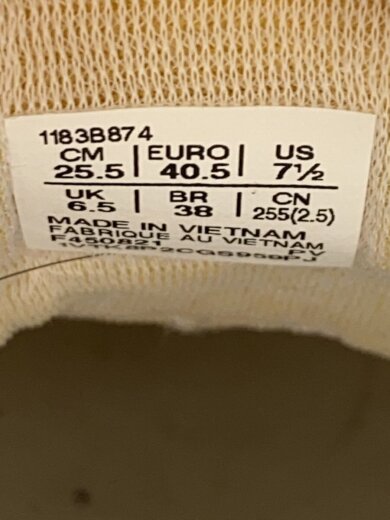 1183B874
CM | EURO | US
25.5 | 40.5 | 7½
UK | BR | CN
6.5 | 38 | 255(2.5)
MADE IN VIETNAM
FABRIQUE AU VIETNAM
F450821 PV